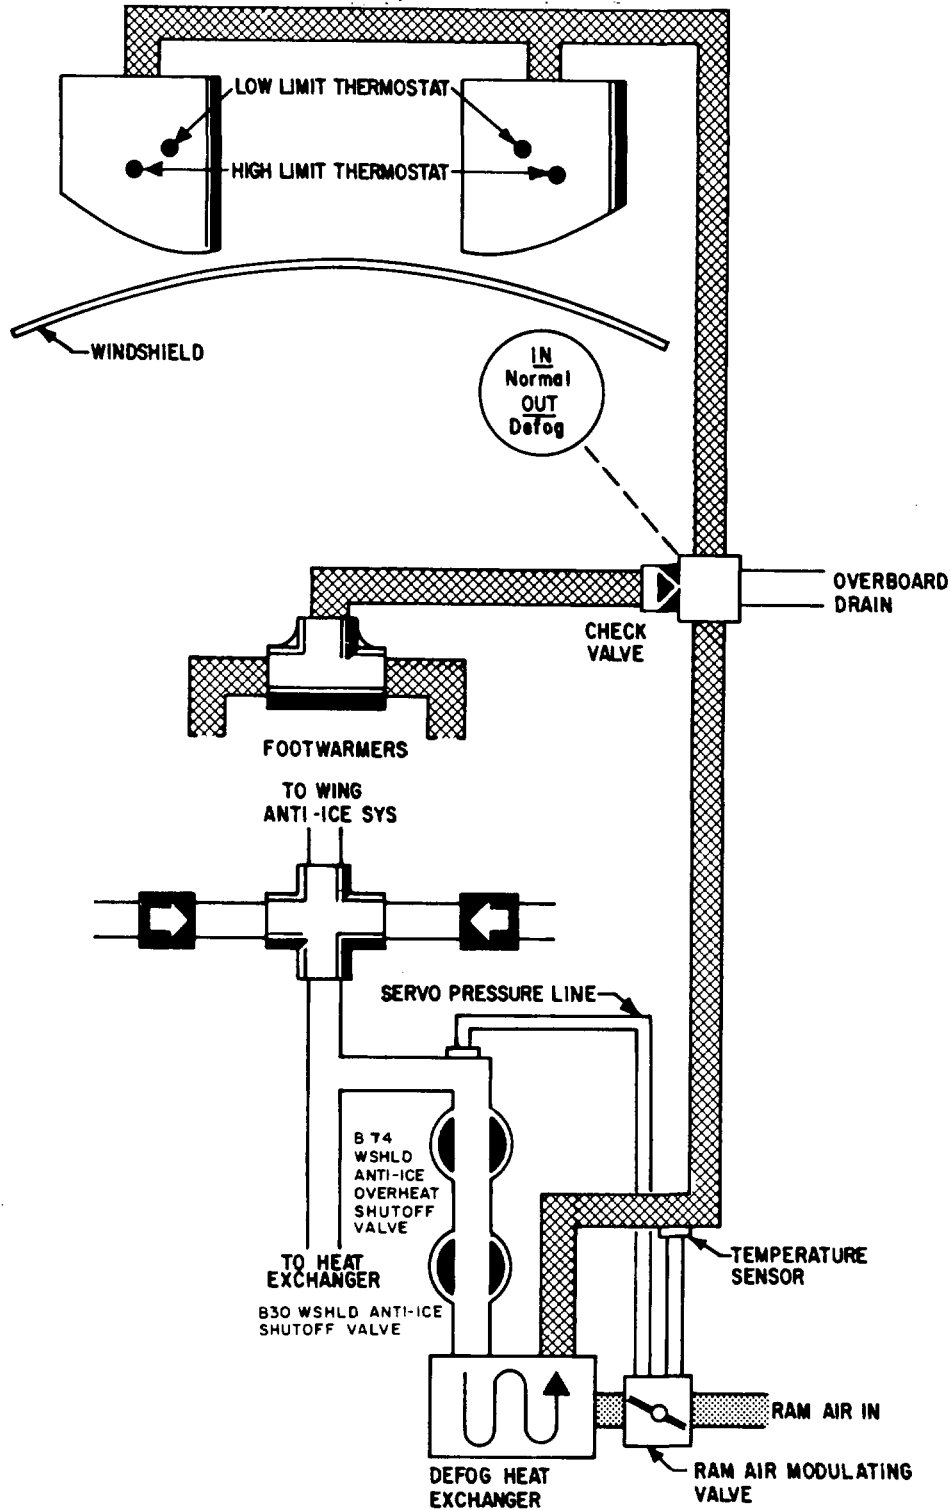 LOW LIMIT THERMOSTAT
HIGH LIMIT THERMOSTAT
WINDSHIELD
IN
Normal
OUT
Defog
OVERBOARD
DRAIN
CHECK
VALVE
FOOTWARMERS
TO WING
ANTI-ICE SYS
SERVO PRESSURE LINE
B 74
WSHLD
ANTI-ICE
OVERHEAT
SHUTOFF
VALVE
TO HEAT
EXCHANGER
B30 WSHLD ANTI-ICE
SHUTOFF VALVE
TEMPERATURE
SENSOR
RAM AIR IN
DEFOG HEAT
EXCHANGER
RAM AIR MODULATING
VALVE